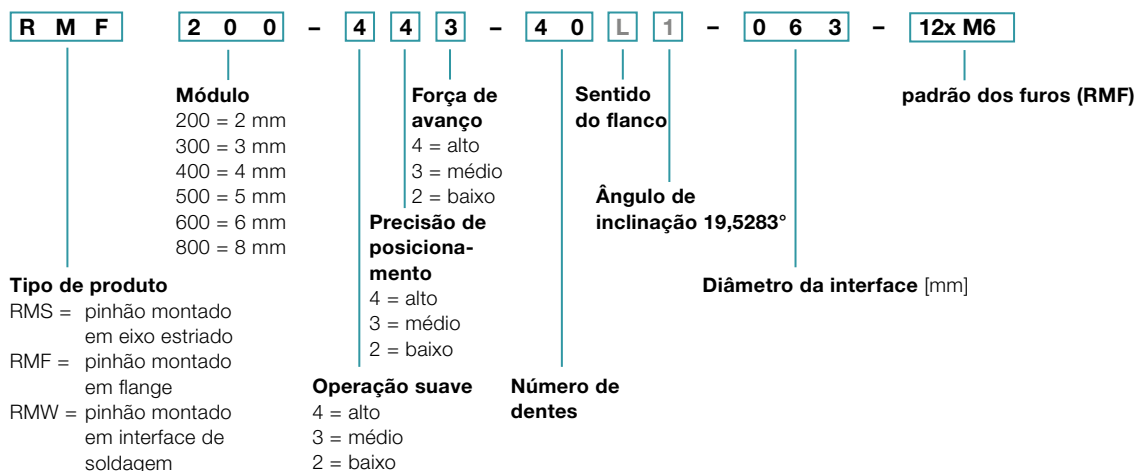 R M F 2 0 0 – 4 4 3 – 4 0 L 1 – 0 6 3 – 12x M6
Módulo
200 = 2 mm
300 = 3 mm
400 = 4 mm
500 = 5 mm
600 = 6 mm
800 = 8 mm
Força de
avanço
4 = alto
3 = médio
2 = baixo
Sentido
do flanco
padrão dos furos (RMF)
Ângulo de
inclinação 19,5283°
Precisão de
posiciona-
mento
4 = alto
3 = médio
2 = baixo
Tipo de produto
RMS = pinhão montado
em eixo estriado
RMF = pinhão montado
em flange
RMW = pinhão montado
em interface de
soldagem
Diâmetro da interface [mm]
Operação suave
4 = alto
3 = médio
2 = baixo
Número de
dentes